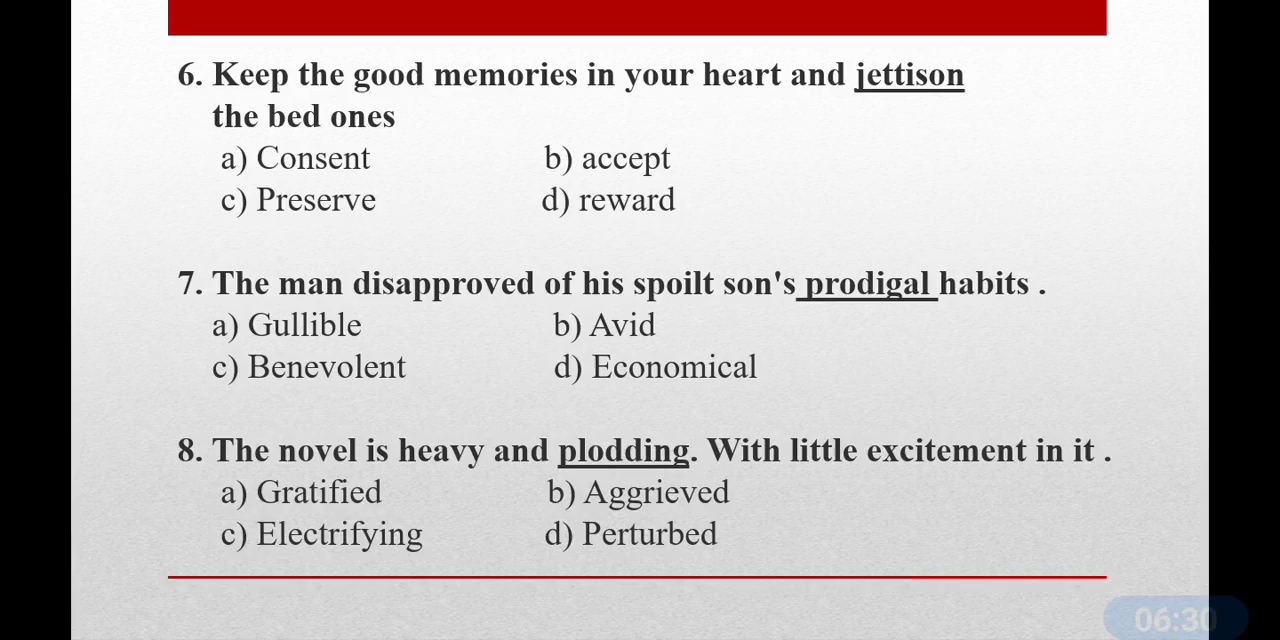 6. Keep the good memories in your heart and jettison
the bed ones
a) Consent b) accept
c) Preserve d) reward
7. The man disapproved of his spoilt son's prodigal habits .
a) Gullible b) Avid
c) Benevolent d) Economical
8. The novel is heavy and plodding. With little excitement in it .
a) Gratified b) Aggrieved
c) Electrifying d) Perturbed
06:30